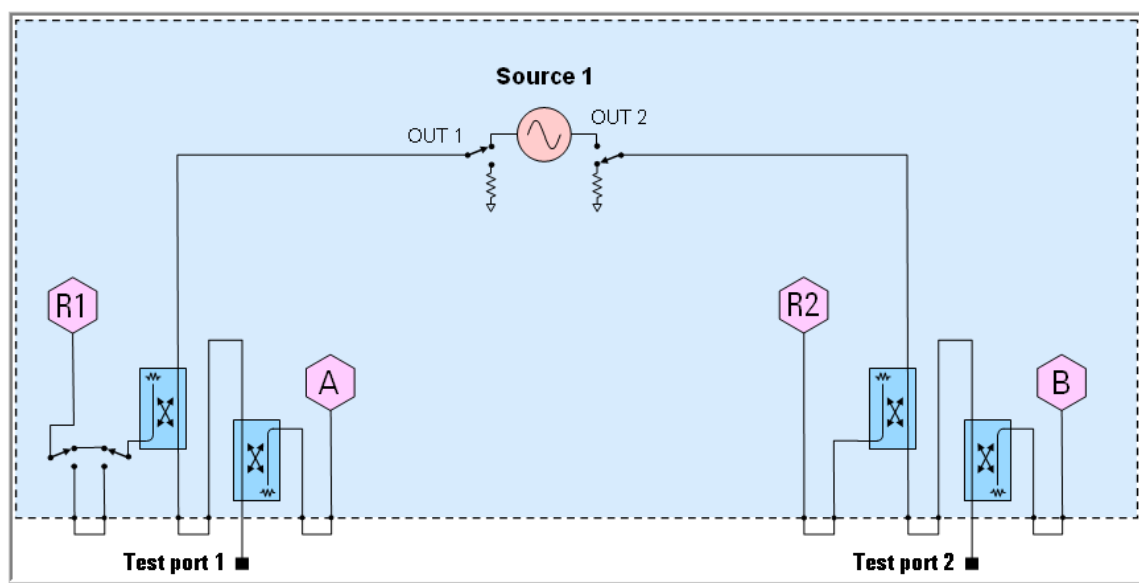 Source 1
OUT 1
OUT 2
R1
R2
A
B
Test port 1
Test port 2